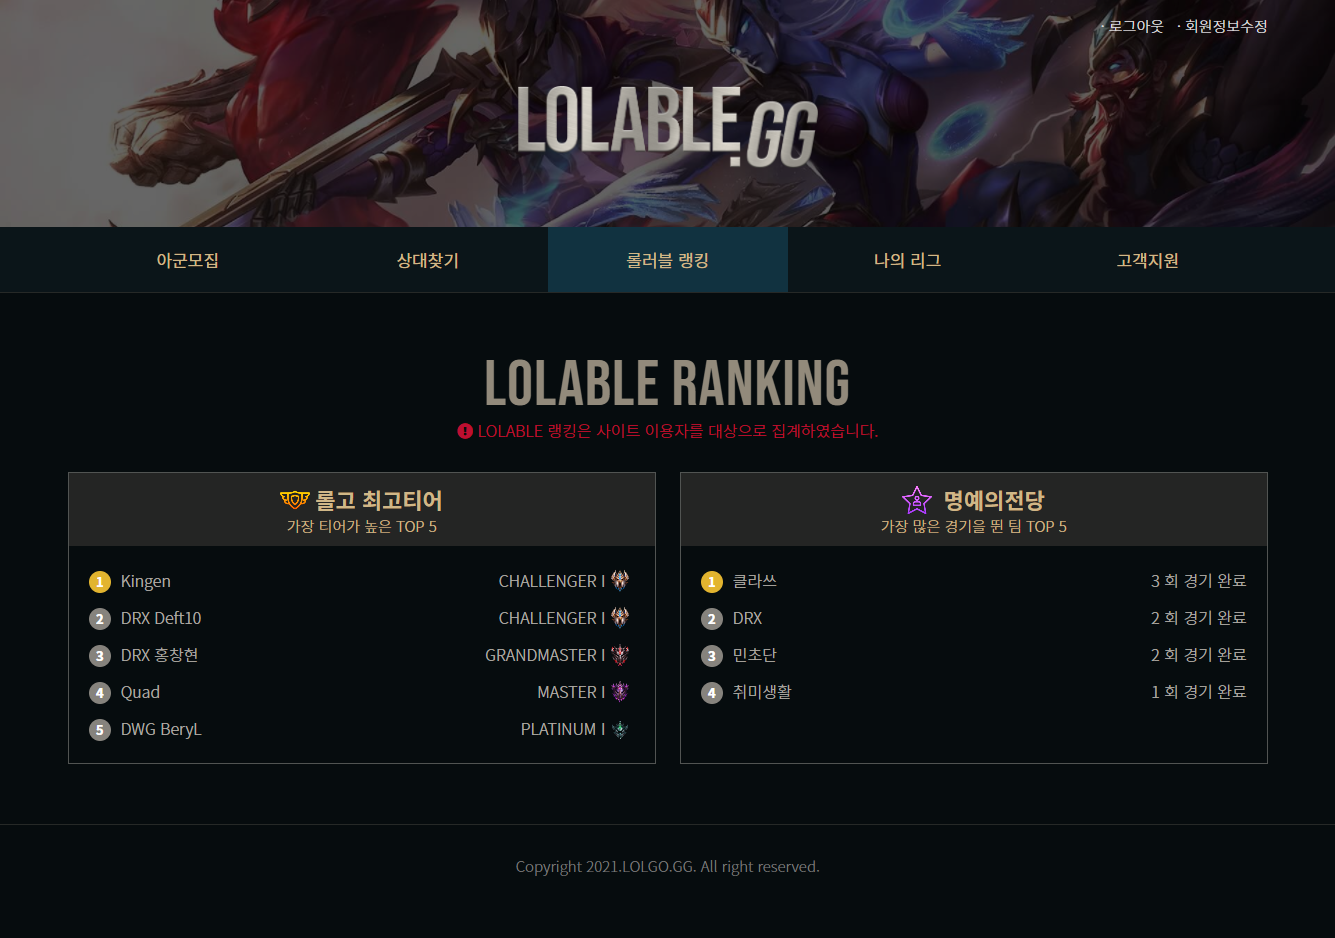 · 로그아웃 · 회원정보수정
LOLABLE.GG
아군모집 상대찾기 롤러블 랭킹 나의 리그 고객지원
LOLABLE RANKING
LOLABLE 랭킹은 사이트 이용자를 대상으로 집계하였습니다.
롤고 최고티어
가장 티어가 높은 TOP 5
1 Kingen CHALLENGER I
2 DRX Deft10 CHALLENGER I
3 DRX 홍창현 GRANDMASTER I
4 Quad MASTER I
5 DWG BeryL PLATINUM I
명예의전당
가장 많은 경기을 뛴 팀 TOP 5
1 클라쓰 3 회 경기 완료
2 DRX 2 회 경기 완료
3 민초단 2 회 경기 완료
4 취미생활 1 회 경기 완료
Copyright 2021.LOLGO.GG. All right reserved.